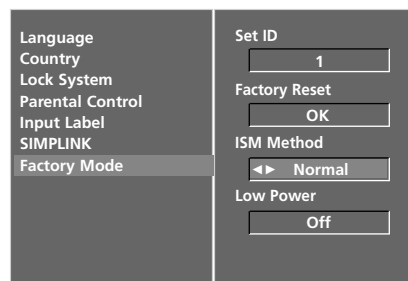 Language
Country
Lock System
Parental Control
Input Label
SIMPLINK
Factory Mode
Set ID
1
Factory Reset
OK
ISM Method
◄► Normal
Low Power
Off